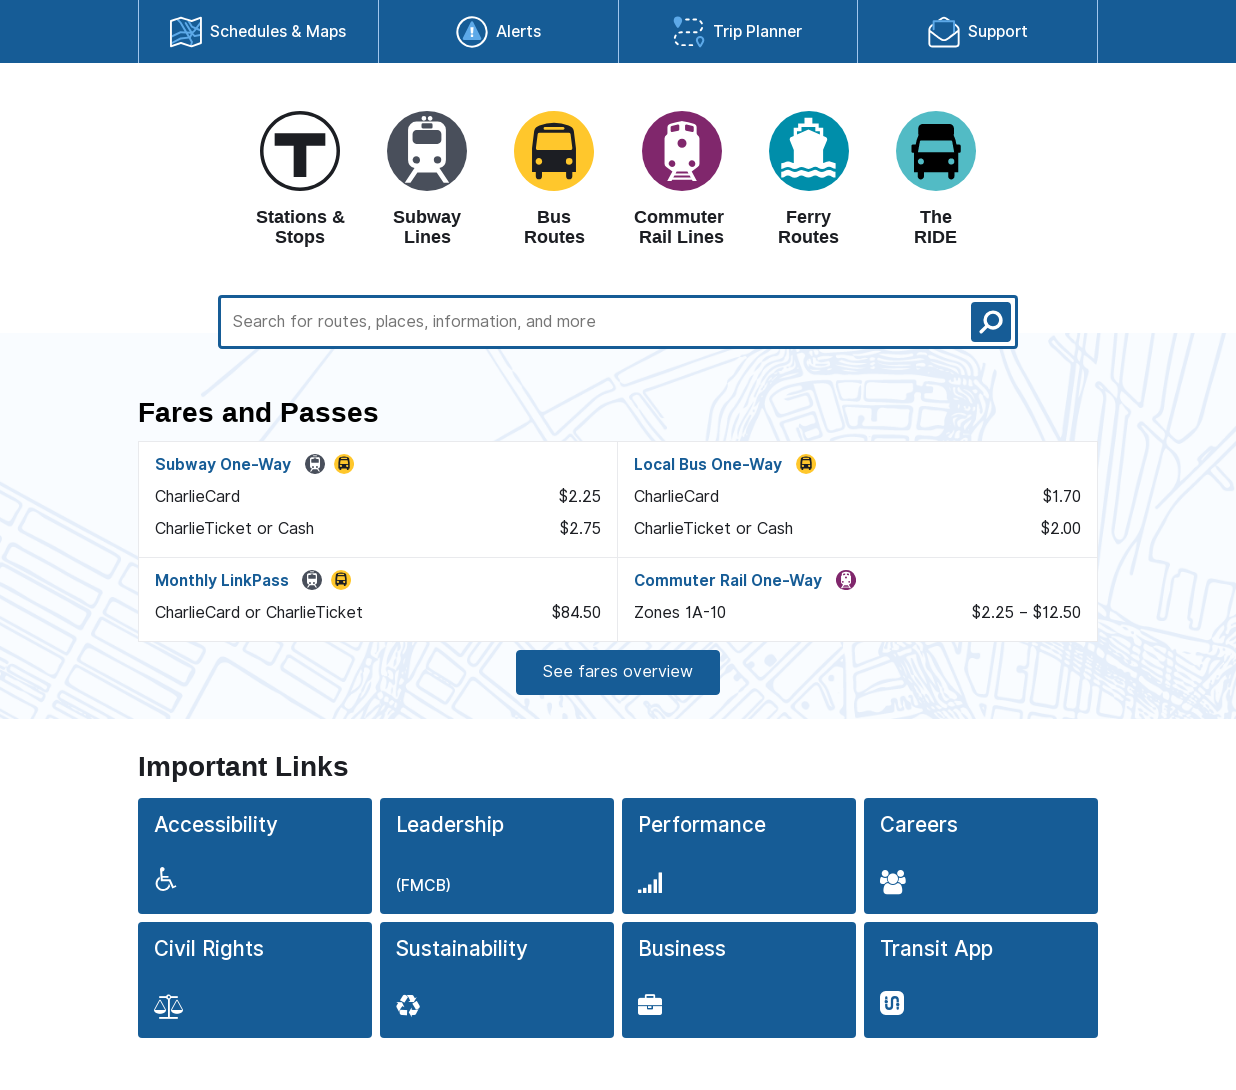 Schedules & Maps
Alerts
Trip Planner
Support
T
Stations &
Stops
Subway
Lines
Bus
Routes
Commuter
Rail Lines
Ferry
Routes
The
RIDE
Search for routes, places, information, and more
Fares and Passes
Subway One-Way
CharlieCard $2.25
CharlieTicket or Cash $2.75
Local Bus One-Way
CharlieCard $1.70
CharlieTicket or Cash $2.00
Monthly LinkPass
CharlieCard or CharlieTicket $84.50
Commuter Rail One-Way
Zones 1A-10 $2.25 – $12.50
See fares overview
Important Links
Accessibility
Leadership
(FMCB)
Performance
Careers
Civil Rights
Sustainability
Business
Transit App